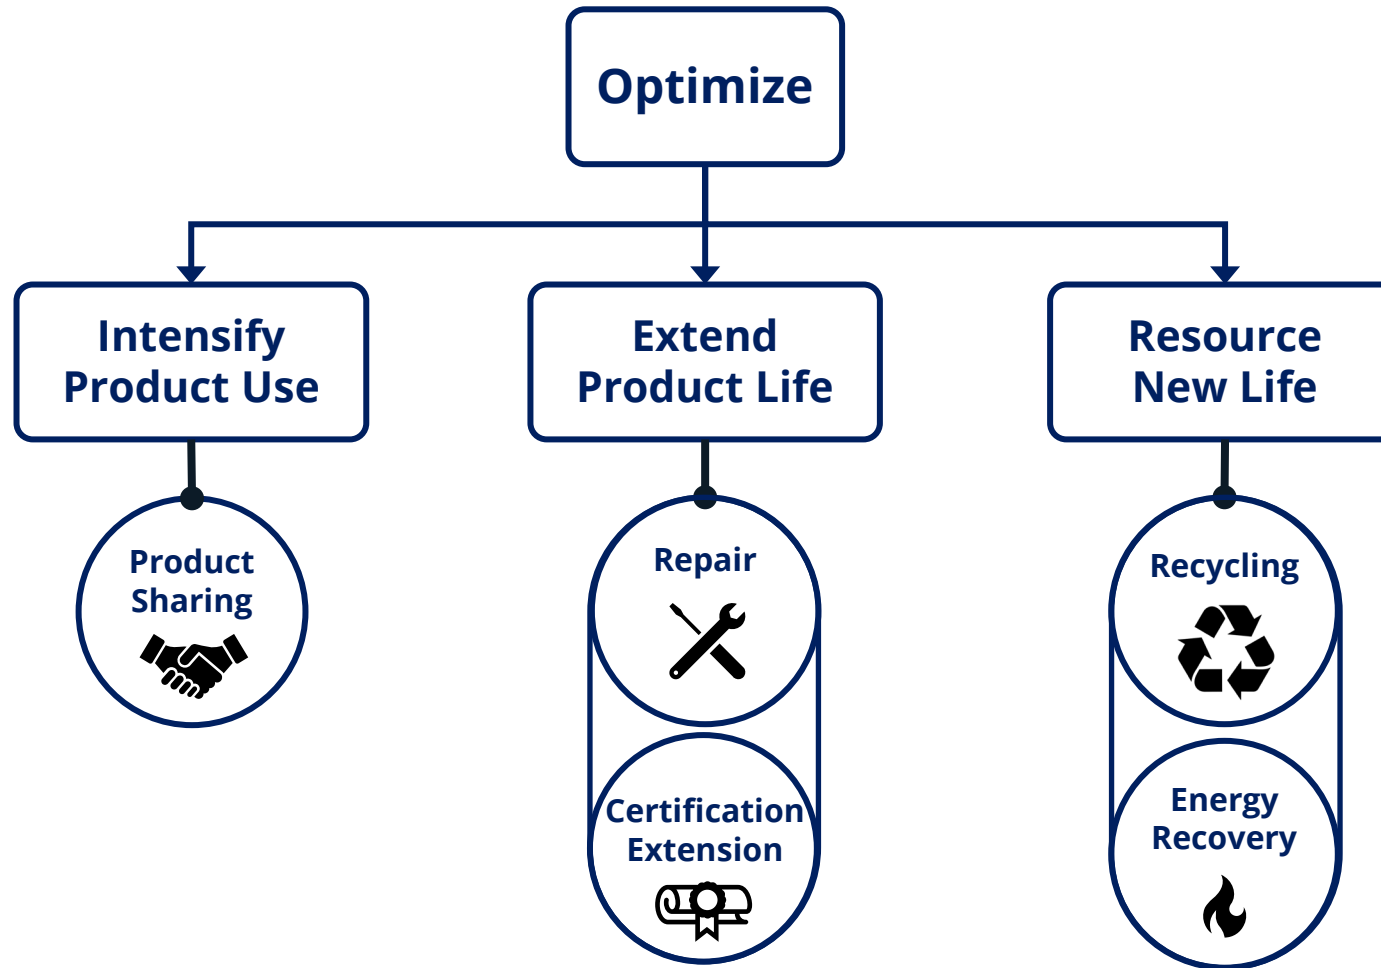 Optimize
Intensify
Product Use
Extend
Product Life
Resource
New Life
Product
Sharing
Repair
Certification
Extension
Recycling
Energy
Recovery